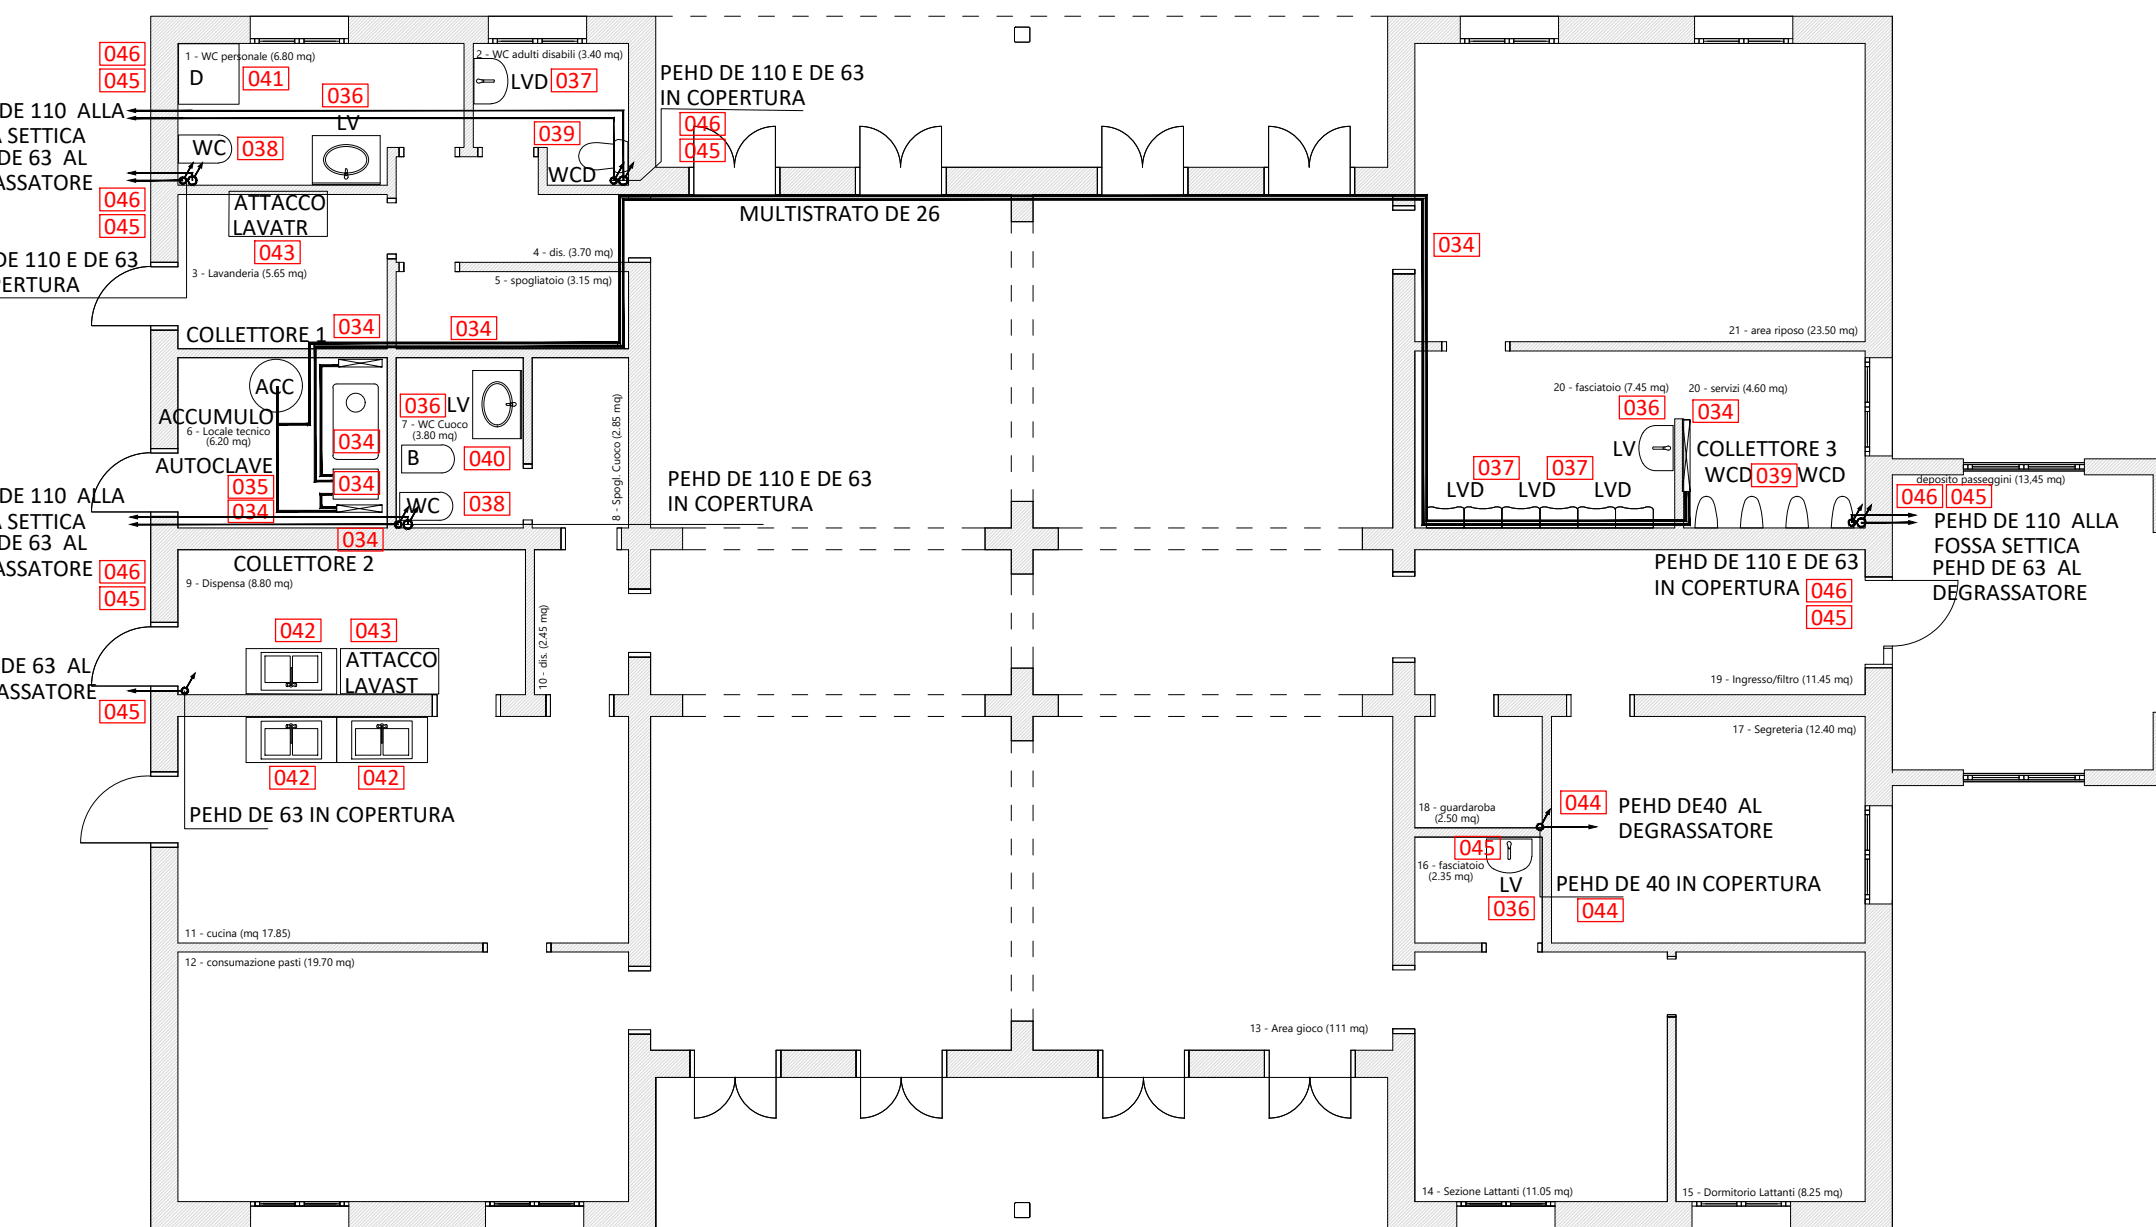 046
045
1 - WC personale (6.80 mq)
D
041
036
LV
2 - WC adulti disabili (3.40 mq)
LVD
037
PEHD DE 110 E DE 63
IN COPERTURA
046
045
DE 110 ALLA
A SETTICA
DE 63 AL
ASSATORE
WC
038
039
WCD
046
045
ATTACCO
LAVATR
043
MULTISTRATO DE 26
034
DE 110 E DE 63
PERTURA
3 - Lavanderia (5.65 mq)
4 - dis. (3.70 mq)
5 - spogliatoio (3.15 mq)
COLLETTORE 1
034
034
21 - area riposo (23.50 mq)
ACC
ACCUMULO
6 - Locale tecnico
(6.20 mq)
AUTOCLAVE
035
034
034
034
034
036
LV
7 - WC Cuoco
(3.80 mq)
B
040
WC
038
8 - Spogl. Cuoco (2.85 mq)
PEHD DE 110 E DE 63
IN COPERTURA
20 - fasciatoio (7.45 mq)
20 - servizi (4.60 mq)
036
034
LV
COLLETTORE 3
037
037
LVD
LVD
LVD
WCD
039
WCD
deposito passeggini (13,45 mq)
046
045
PEHD DE 110 ALLA
FOSSA SETTICA
PEHD DE 63 AL
DEGRASSATORE
DE 110 ALLA
A SETTICA
DE 63 AL
ASSATORE
046
045
COLLETTORE 2
9 - Dispensa (8.80 mq)
10 - dis. (2.45 mq)
PEHD DE 110 E DE 63
IN COPERTURA
046
045
042
043
ATTACCO
LAVAST
DE 63 AL
ASSATORE
045
042
042
PEHD DE 63 IN COPERTURA
19 - Ingresso/filtro (11.45 mq)
17 - Segreteria (12.40 mq)
18 - guardaroba
(2.50 mq)
044
PEHD DE40 AL
DEGRASSATORE
045
16 - fasciatoio
(2.35 mq)
LV
036
PEHD DE 40 IN COPERTURA
044
11 - cucina (mq 17.85)
12 - consumazione pasti (19.70 mq)
13 - Area gioco (111 mq)
14 - Sezione Lattanti (11.05 mq)
15 - Dormitorio Lattanti (8.25 mq)